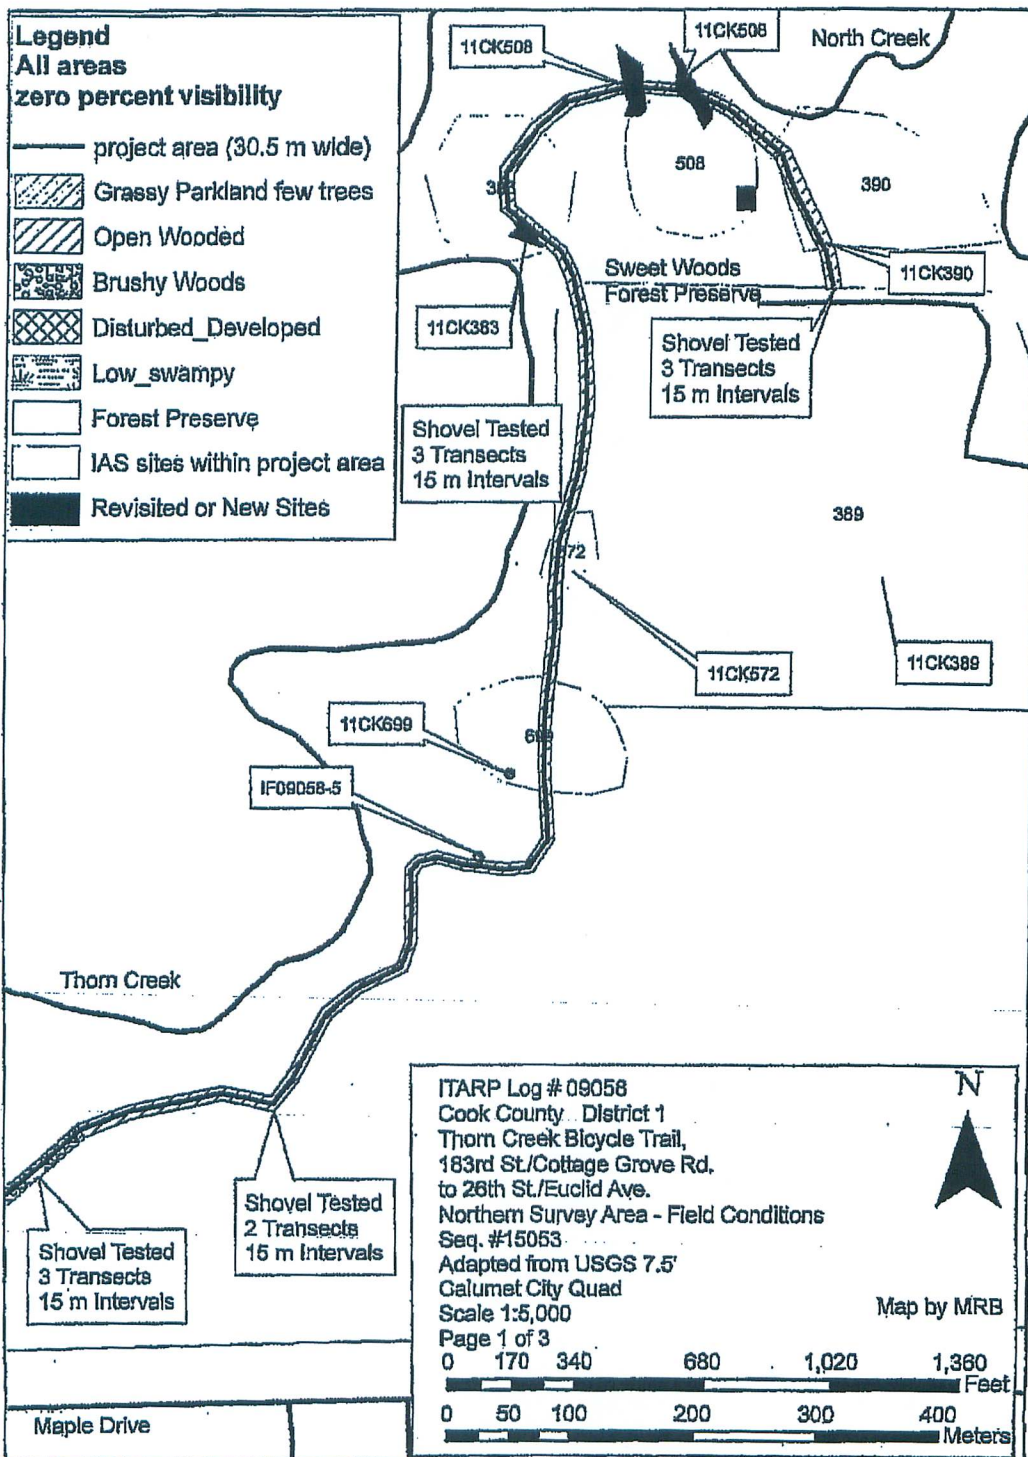 Legend
All areas
zero percent visibility
project area (30.5 m wide)
Grassy Parkland few trees
Open Wooded
Brushy Woods
Disturbed_Developed
Low_swampy
Forest Preserve
IAS sites within project area
Revisited or New Sites
11CK508
11CK508
North Creek
508
390
Sweet Woods
Forest Preserve
11CK390
11CK383
Shovel Tested
3 Transects
15 m Intervals
Shovel Tested
3 Transects
15 m Intervals
389
11CK572
11CK389
11CK699
IF09058-5
Thorn Creek
Shovel Tested
2 Transects
15 m Intervals
Shovel Tested
3 Transects
15 m Intervals
Maple Drive
N
ITARP Log # 09058
Cook County District 1
Thorn Creek Bicycle Trail,
183rd St./Cottage Grove Rd.
to 26th St./Euclid Ave.
Northern Survey Area - Field Conditions
Seq. #15053
Adapted from USGS 7.5'
Calumet City Quad
Scale 1:5,000
Map by MRB
Page 1 of 3
0 170 340 680 1,020 1,360
Feet
0 50 100 200 300 400
Meters